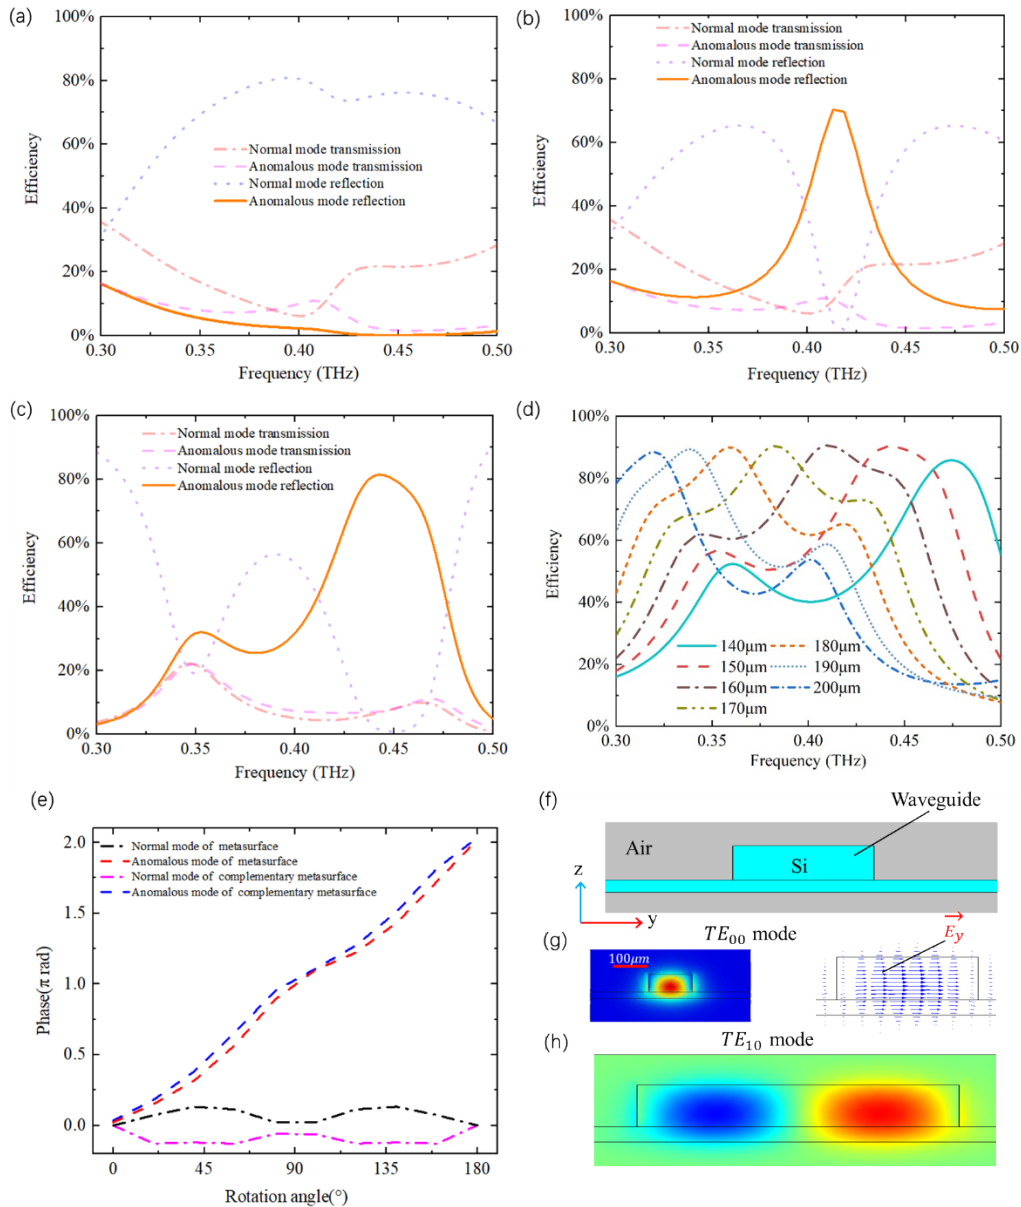 (a)
100%
80%
60%
40%
20%
0%
Efficiency
Normal mode transmission
Anomalous mode transmission
Normal mode reflection
Anomalous mode reflection
0.30 0.35 0.40 0.45 0.50
Frequency (THz)
(b)
100%
80%
60%
40%
20%
0%
Efficiency
Normal mode transmission
Anomalous mode transmission
Normal mode reflection
Anomalous mode reflection
0.30 0.35 0.40 0.45 0.50
Frequency (THz)
(c)
100%
80%
60%
40%
20%
0%
Efficiency
Normal mode transmission
Anomalous mode transmission
Normal mode reflection
Anomalous mode reflection
0.30 0.35 0.40 0.45 0.50
Frequency (THz)
(d)
100%
80%
60%
40%
20%
0%
Efficiency
140μm 180μm
150μm 190μm
160μm 200μm
170μm
0.30 0.35 0.40 0.45 0.50
Frequency (THz)
(e)
2.0
1.5
1.0
0.5
0.0
Phase(π rad)
Normal mode of metasurface
Anomalous mode of metasurface
Normal mode of complementary metasurface
Anomalous mode of complementary metasurface
0 45 90 135 180
Rotation angle(°)
(f)
Waveguide
Air
Si
z
y
(g)
TE00 mode
Ey
100μm
(h)
TE10 mode